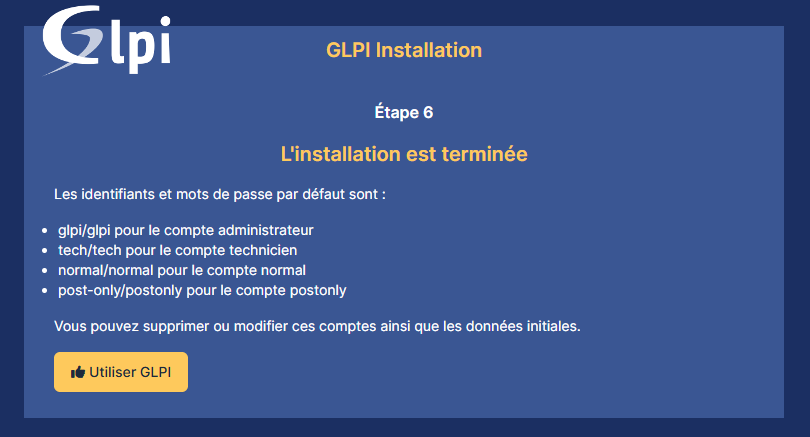 Glpi
GLPI Installation
Étape 6
L'installation est terminée
Les identifiants et mots de passe par défaut sont :
glpi/glpi pour le compte administrateur
tech/tech pour le compte technicien
normal/normal pour le compte normal
post-only/postonly pour le compte postonly
Vous pouvez supprimer ou modifier ces comptes ainsi que les données initiales.
Utiliser GLPI